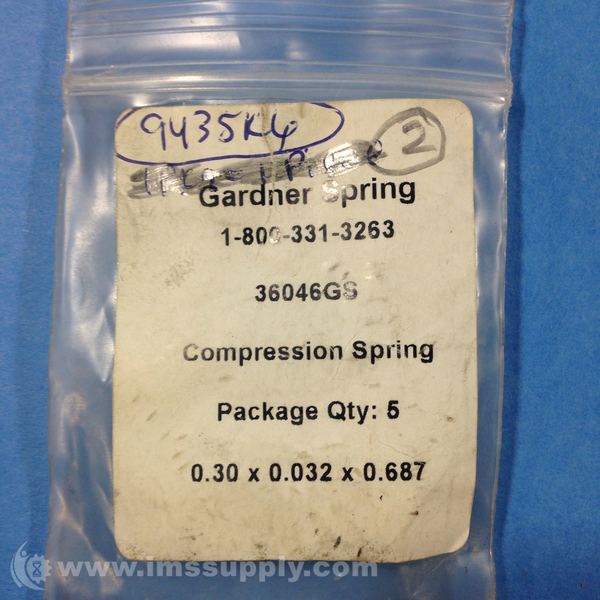 9435K4
2
Gardner Spring
1-800-331-3263
36046GS
Compression Spring
Package Qty: 5
0.30 x 0.032 x 0.687
www.imssupply.com